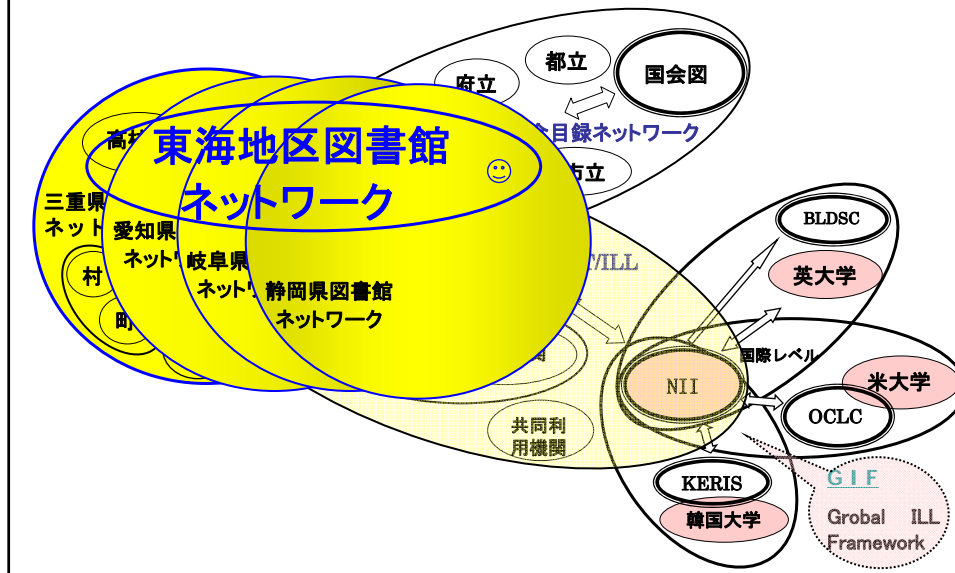 都立
国会図
府立
目録ネットワーク
市立
東海地区図書館
ネットワーク
高校
三重県
ネット
愛知県
ネット
岐阜県
ネット
静岡県図書館
ネットワーク
村
町
/ILL
BLDSC
英大学
国際レベル
NII
米大学
OCLC
共同利
用機関
KERIS
韓国大学
GIF
Grobal ILL
Framework